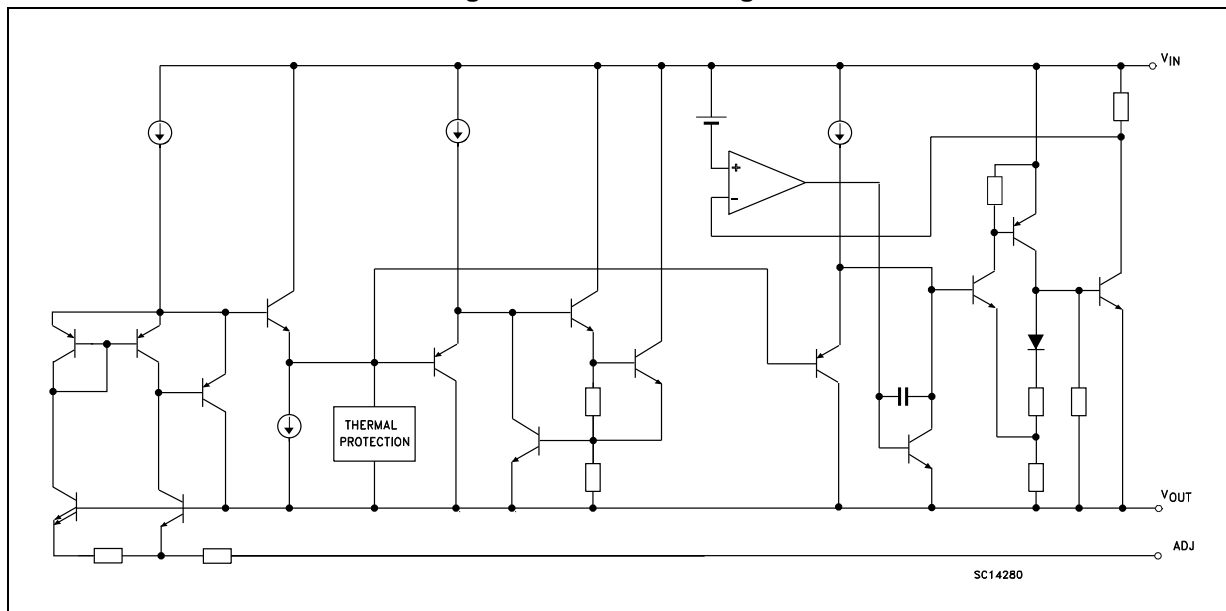 VIN
+
-
THERMAL
PROTECTION
VOUT
ADJ
SC14280